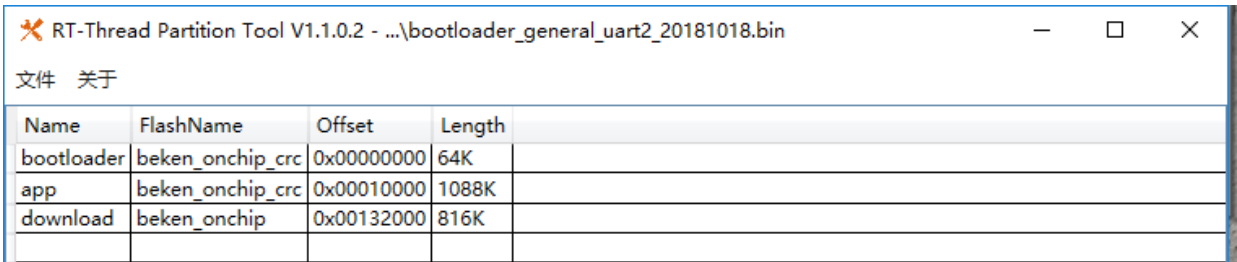 RT-Thread Partition Tool V1.1.0.2 - ...\bootloader_general_uart2_20181018.bin
文件 关于
Name FlashName Offset Length
bootloader beken_onchip_crc 0x00000000 64K
app beken_onchip_crc 0x00010000 1088K
download beken_onchip 0x00132000 816K